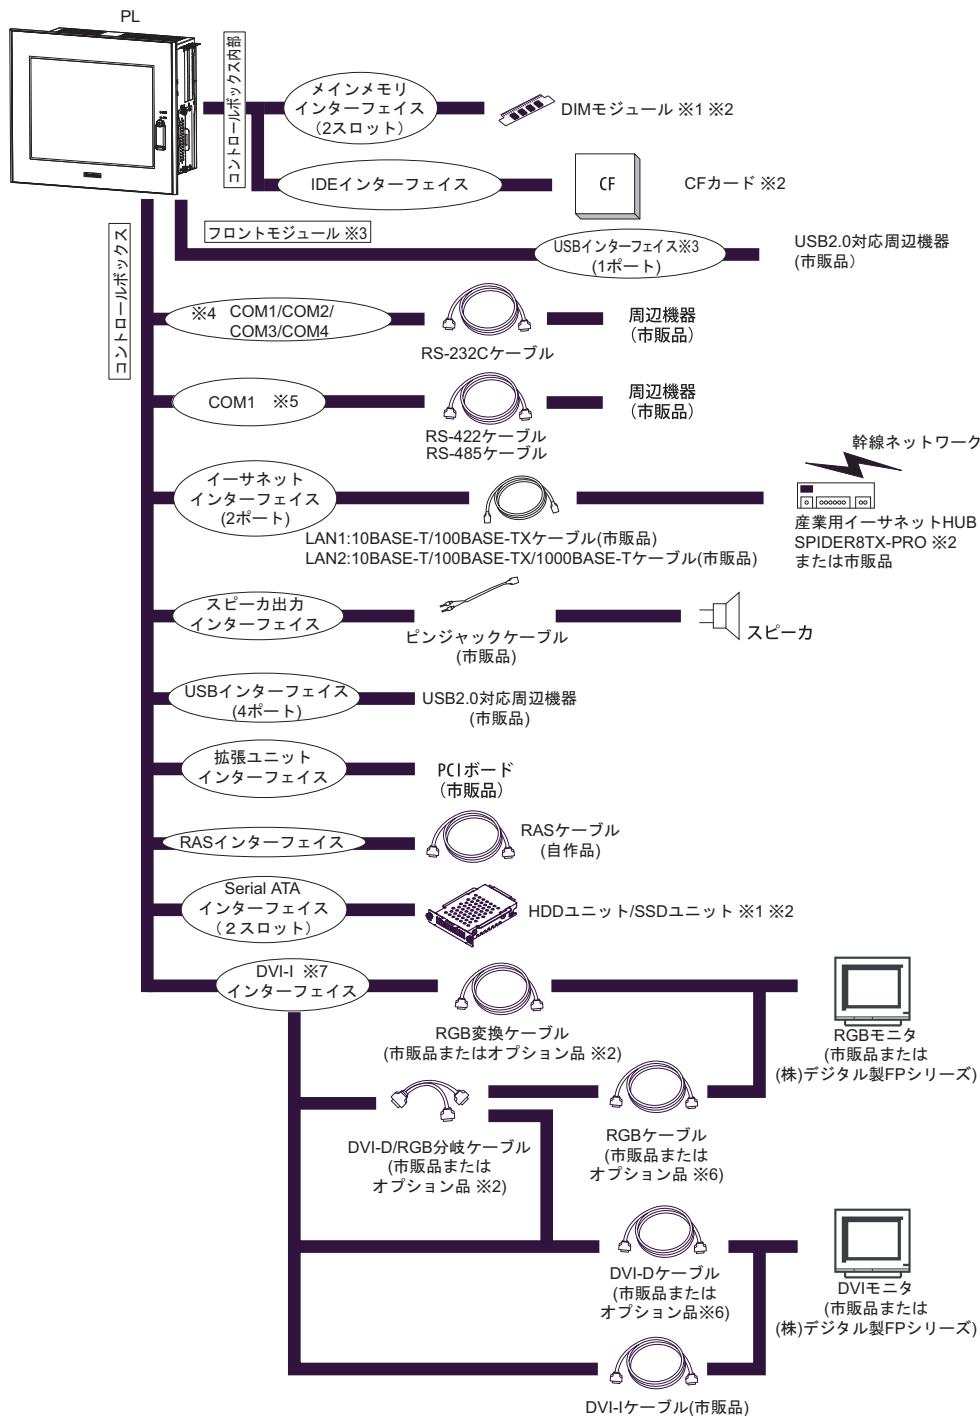 PL
コントロールボックス内部
メインメモリ
インターフェイス
（2スロット）
DIMモジュール ※1 ※2
IDEインターフェイス
CF
CFカード ※2
コントロールボックス
フロントモジュール ※3
USBインターフェイス※3
(1ポート)
USB2.0対応周辺機器
(市販品）
※4 COM1/COM2/
COM3/COM4
RS-232Cケーブル
周辺機器
(市販品)
COM1 ※5
RS-422ケーブル
RS-485ケーブル
周辺機器
(市販品)
イーサネット
インターフェイス
(2ポート)
LAN1:10BASE-T/100BASE-TXケーブル(市販品)
LAN2:10BASE-T/100BASE-TX/1000BASE-Tケーブル(市販品)
幹線ネットワーク
産業用イーサネットHUB
SPIDER8TX-PRO ※2
または市販品
スピーカ出力
インターフェイス
ピンジャックケーブル
(市販品)
スピーカ
USBインターフェイス
(4ポート)
USB2.0対応周辺機器
(市販品)
拡張ユニット
インターフェイス
PCIボード
(市販品)
RASインターフェイス
RASケーブル
(自作品)
Serial ATA
インターフェイス
（２スロット）
HDDユニット/SSDユニット ※1 ※2
DVI-I ※7
インターフェイス
RGB変換ケーブル
(市販品またはオプション品 ※2)
RGBモニタ
(市販品または
(株)デジタル製FPシリーズ)
DVI-D/RGB分岐ケーブル
(市販品または
オプション品 ※2)
RGBケーブル
(市販品または
オプション品 ※6)
DVI-Dケーブル
(市販品または
オプション品※6)
DVIモニタ
(市販品または
(株)デジタル製FPシリーズ)
DVI-Iケーブル(市販品)